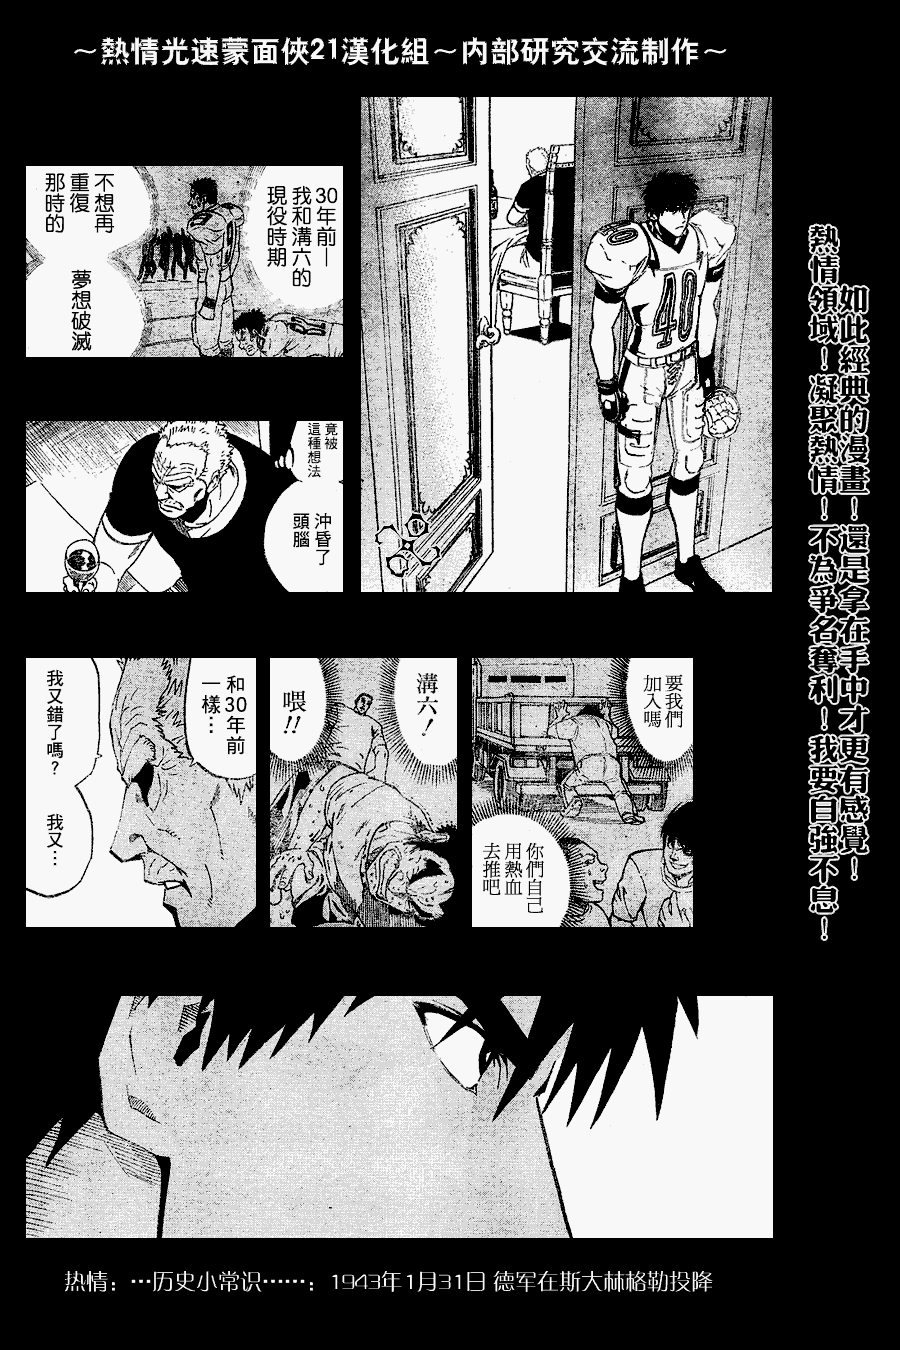 ～熱情光速蒙面俠21漢化組～内部研究交流制作～
30年前—
我和溝六的
現役時期
不想再
重復
那時的
夢想破滅
竟被
這種想法
沖昏了
頭腦
要我們
加入嗎
你們自己
用熱血
去推吧
溝六！
喂！！
和30年前
一樣…
我又錯了嗎？
我又…
如此經典的漫畫！還是拿在手中才更有感覺！
熱情領域！凝聚熱情！不為爭名奪利！我要自強不息！
热情：…历史小常识……：1943年1月31日 德军在斯大林格勒投降